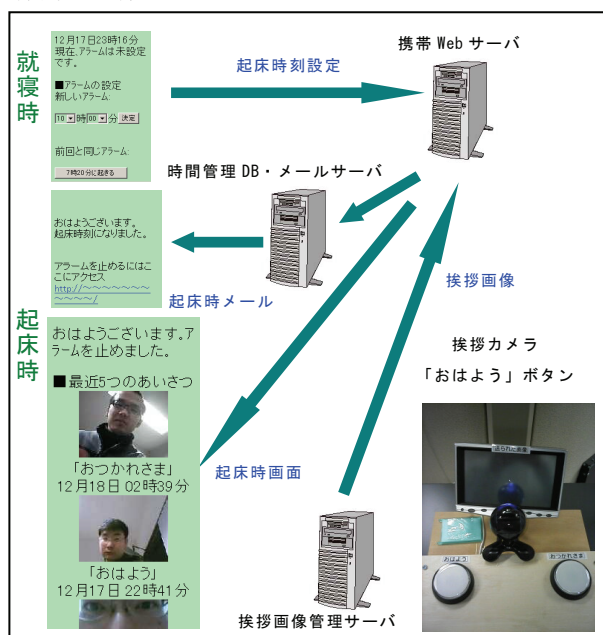 就寝時
12月17日23時16分
現在,アラームは未設定
です。
■アラームの設定
新しいアラーム:
10 時 00 分 決定
前回と同じアラーム:
7時20分に起きる
起床時刻設定
携帯 Web サーバ
時間管理 DB・メールサーバ
起床時
おはようございます。
起床時刻になりました。
アラームを止めるにはこ
こにアクセス
http://~~~~~~~
~~~~/
起床時メール
挨拶画像
おはようございます。ア
ラームを止めました。
■最近5つのあいさつ
「おつかれさま」
12月18日 02時39分
「おはよう」
12月17日 22時41分
起床時画面
挨拶画像管理サーバ
挨拶カメラ
「おはよう」ボタン
送られた画像
おはよう
おつかれさま